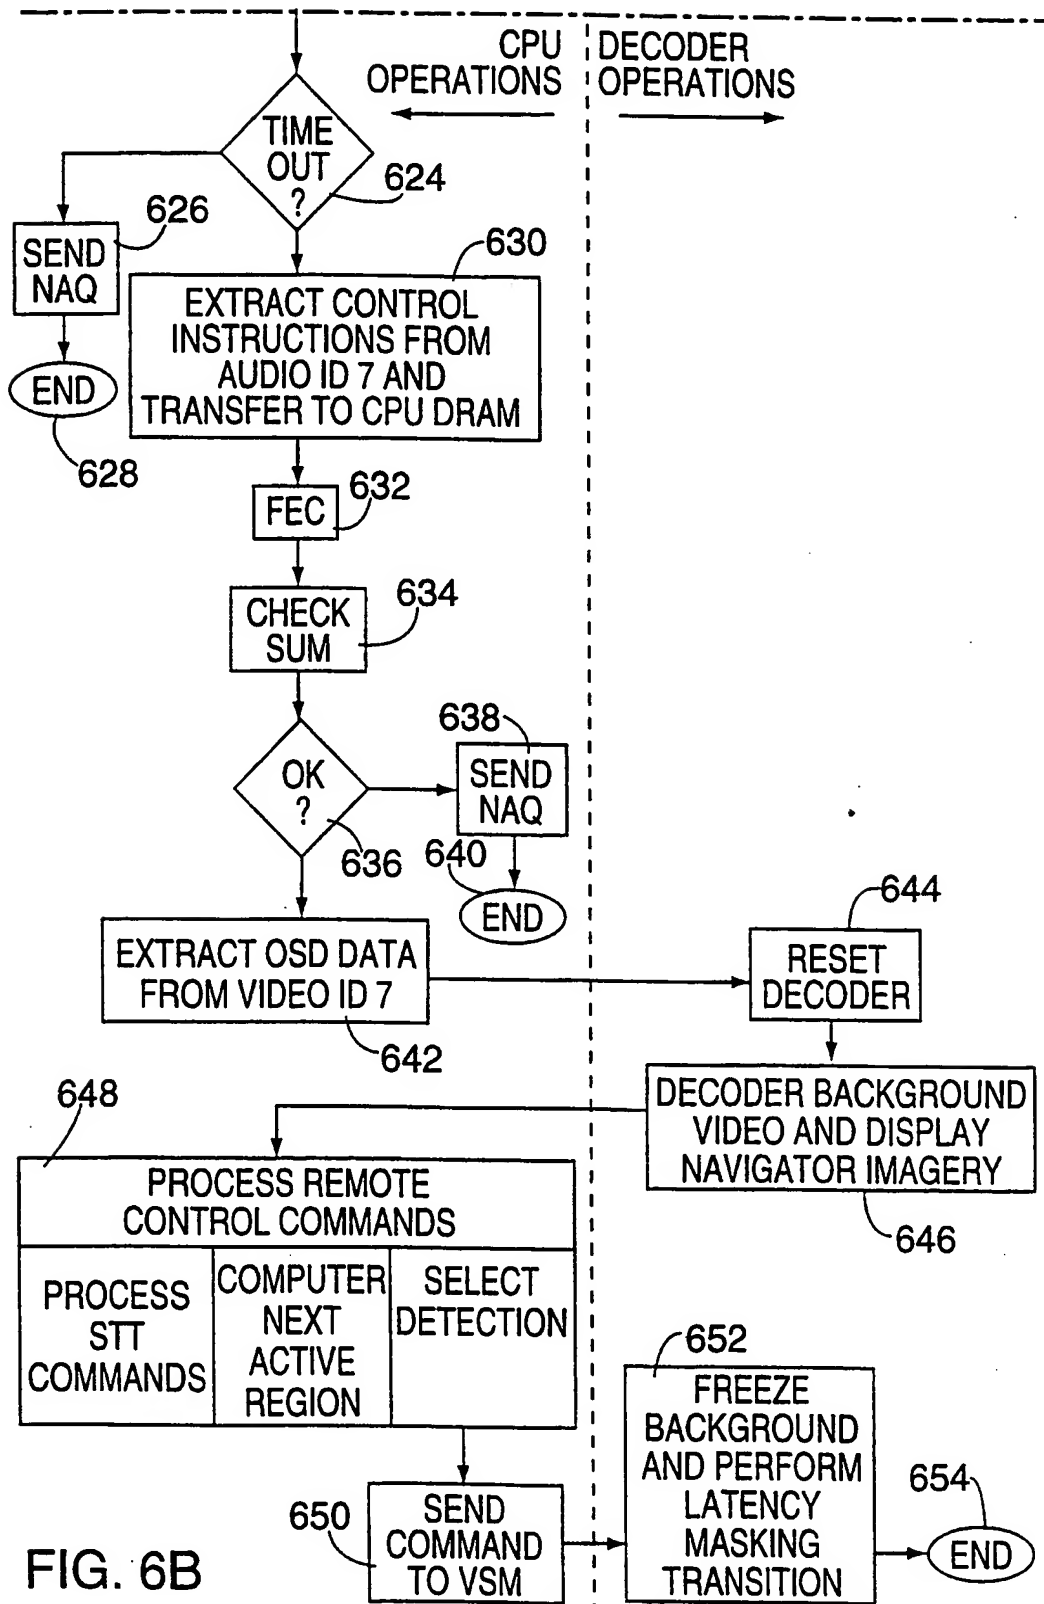 CPU
OPERATIONS
DECODER
OPERATIONS
TIME
OUT
?
624
626
SEND
NAQ
END
628
630
EXTRACT CONTROL
INSTRUCTIONS FROM
AUDIO ID 7 AND
TRANSFER TO CPU DRAM
632
FEC
634
CHECK
SUM
OK
?
636
638
SEND
NAQ
640
END
EXTRACT OSD DATA
FROM VIDEO ID 7
642
644
RESET
DECODER
DECODER BACKGROUND
VIDEO AND DISPLAY
NAVIGATOR IMAGERY
646
648
PROCESS REMOTE
CONTROL COMMANDS
PROCESS
STT
COMMANDS
COMPUTER
NEXT
ACTIVE
REGION
SELECT
DETECTION
650
SEND
COMMAND
TO VSM
652
FREEZE
BACKGROUND
AND PERFORM
LATENCY
MASKING
TRANSITION
654
END
FIG. 6B